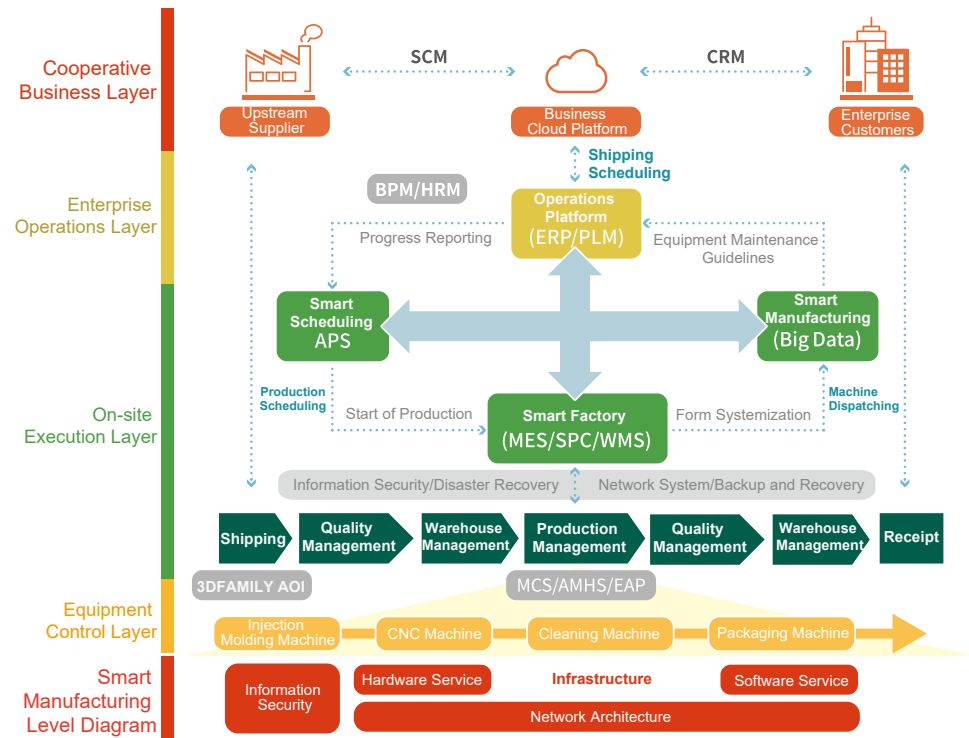 Cooperative
Business Layer
SCM
CRM
Upstream
Supplier
Business
Cloud Platform
Enterprise
Customers
Shipping
Scheduling
Enterprise
Operations Layer
BPM/HRM
Operations
Platform
(ERP/PLM)
Progress Reporting
Equipment Maintenance
Guidelines
Smart
Scheduling
APS
Smart
Manufacturing
(Big Data)
On-site
Execution Layer
Production
Scheduling
Start of Production
Smart Factory
(MES/SPC/WMS)
Form Systemization
Machine
Dispatching
Information Security/Disaster Recovery
Network System/Backup and Recovery
Shipping
Quality
Management
Warehouse
Management
Production
Management
Quality
Management
Warehouse
Management
Receipt
3DFAMILY AOI
MCS/AMHS/EAP
Equipment
Control Layer
Injection
Molding Machine
CNC Machine
Cleaning Machine
Packaging Machine
Smart
Manufacturing
Level Diagram
Information
Security
Hardware Service
Infrastructure
Software Service
Network Architecture